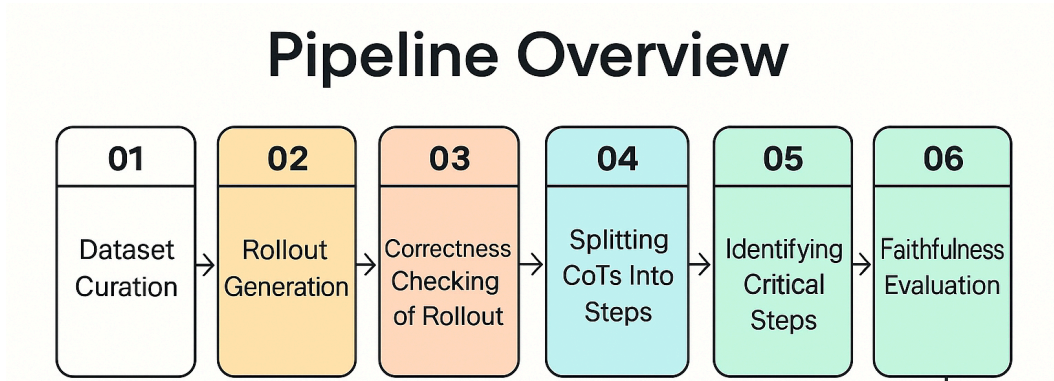 Pipeline Overview
01
Dataset
Curation
02
Rollout
Generation
03
Correctness
Checking
of Rollout
04
Splitting
CoTs Into
Steps
05
Identifying
Critical
Steps
06
Faithfulness
Evaluation